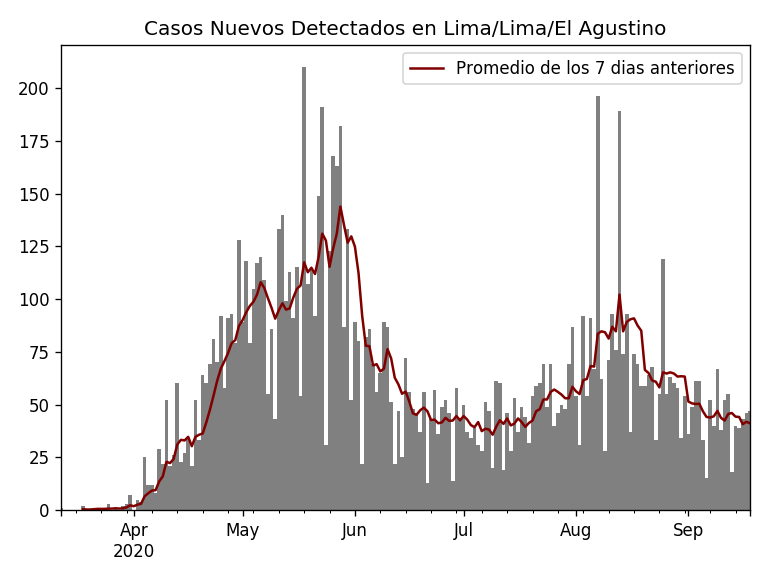 Casos Nuevos Detectados en Lima/Lima/El Agustino
Promedio de los 7 dias anteriores
200
175
150
125
100
75
50
25
0
Apr
2020
May
Jun
Jul
Aug
Sep